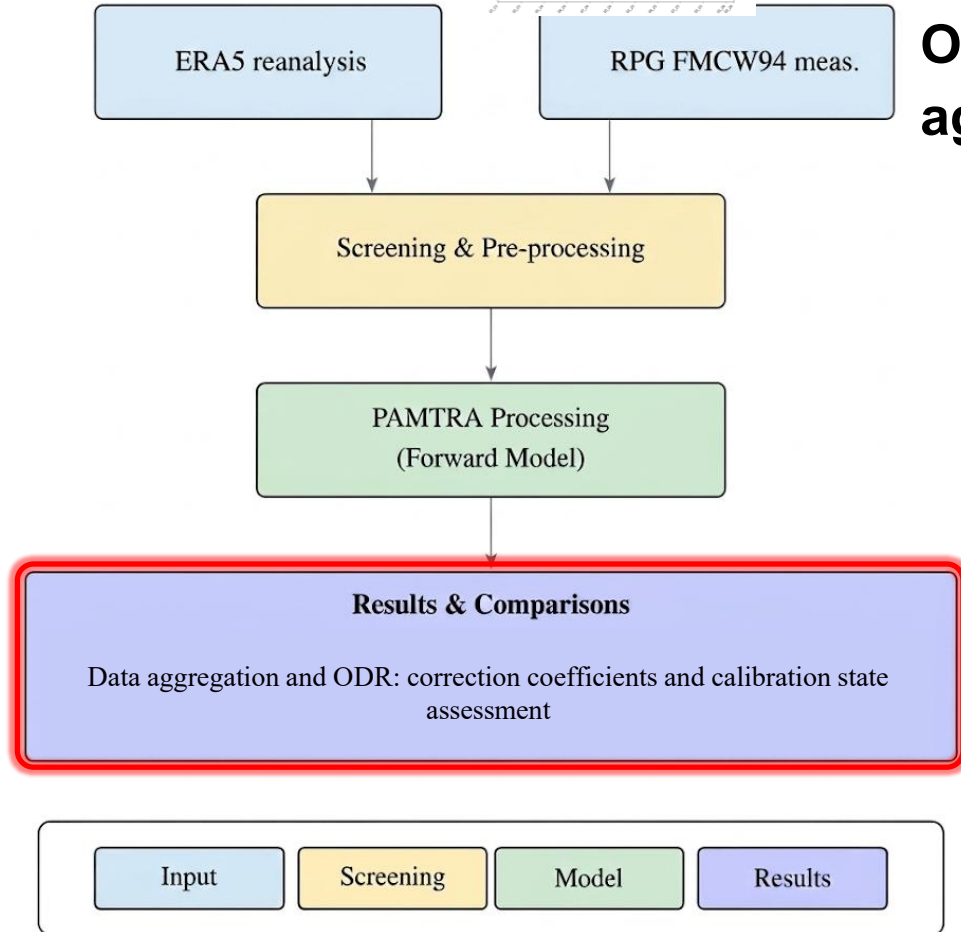 ERA5 reanalysis
RPG FMCW94 meas.
Screening & Pre-processing
PAMTRA Processing
(Forward Model)
Results & Comparisons
Data aggregation and ODR: correction coefficients and calibration state
assessment
Input
Screening
Model
Results